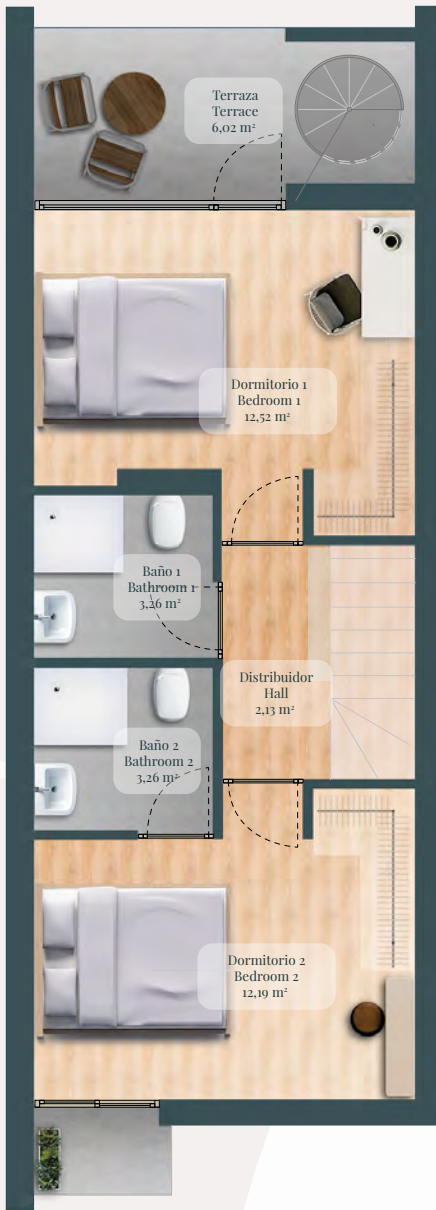 Terraza
Terrace
6,02 m²
Dormitorio 1
Bedroom 1
12,52 m²
Baño 1
Bathroom 1
3,26 m²
Distribuidor
Hall
2,13 m²
Baño 2
Bathroom 2
3,26 m²
Dormitorio 2
Bedroom 2
12,19 m²